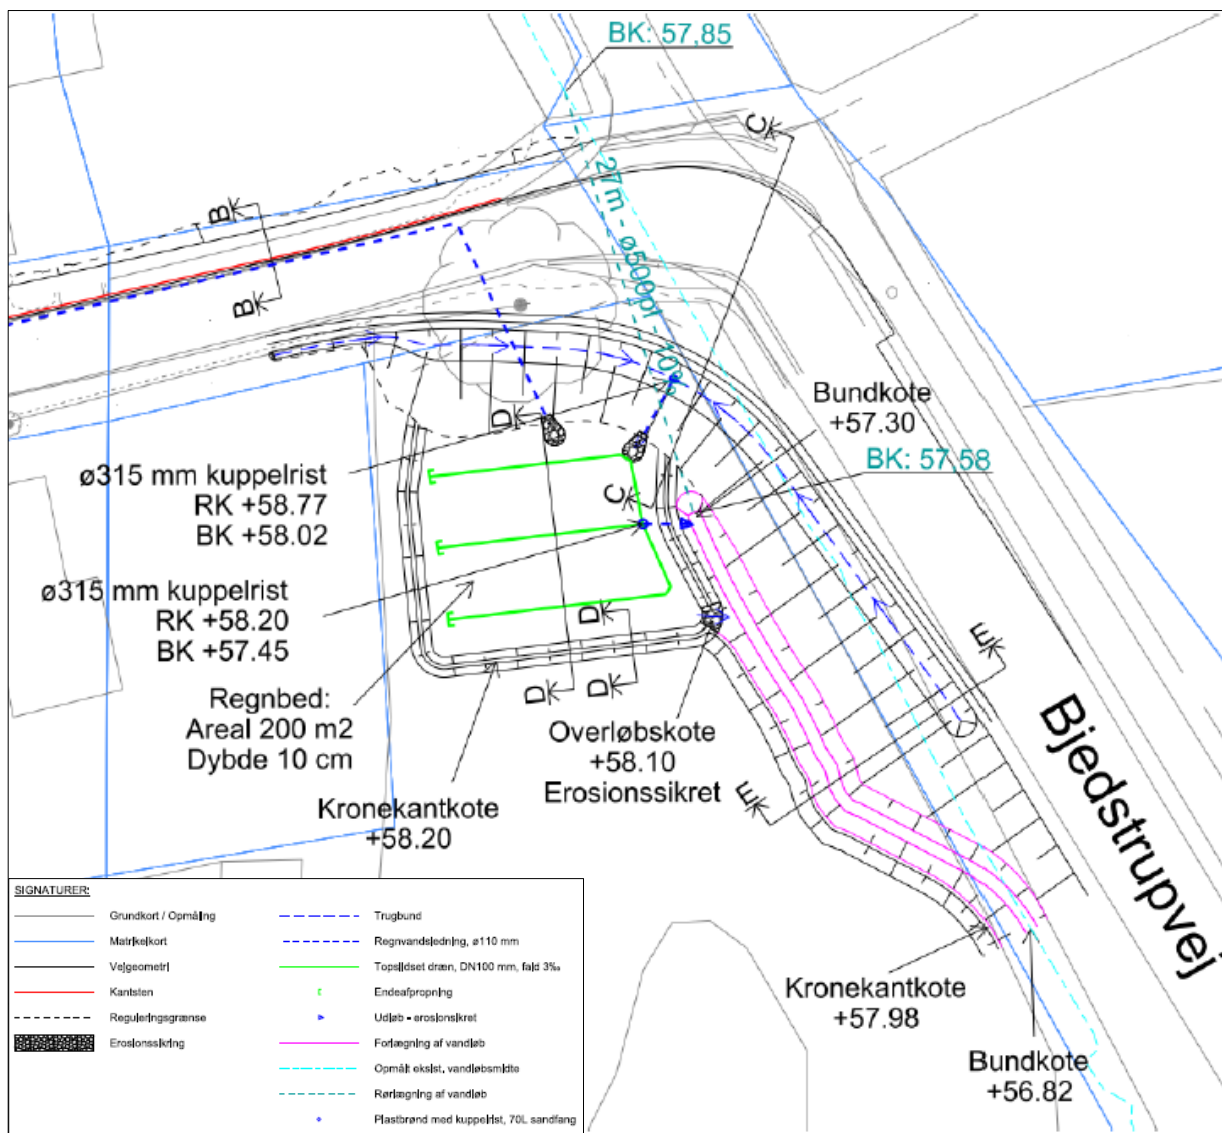 BK: 57,85
C
27 m - ø500pl - 10‰
B
B
Bundkote
+57.30
BK: 57,58
D
ø315 mm kuppelrist
RK +58.77
BK +58.02
C
ø315 mm kuppelrist
RK +58.20
BK +57.45
D
E
Regnbed:
Areal 200 m2
Dybde 10 cm
D
D
Overløbskote
+58.10
Erosionssikret
Bjedstrupvej
E
Kronekantkote
+58.20
Kronekantkote
+57.98
Bundkote
+56.82
SIGNATURER:
Grundkort / Opmåling
Matrikelkort
Vejgeometri
Kantsten
Reguleringsgrænse
Erosionssikring
Trugbund
Regnvandsledning, ø110 mm
Topslidset dræn, DN100 mm, fald 3‰
Endeafpropning
Udløb - erosionsikret
Forlægning af vandløb
Opmålt eksist. vandløbsmidte
Rørlægning af vandløb
Plastbrønd med kuppelrist, 70L sandfang